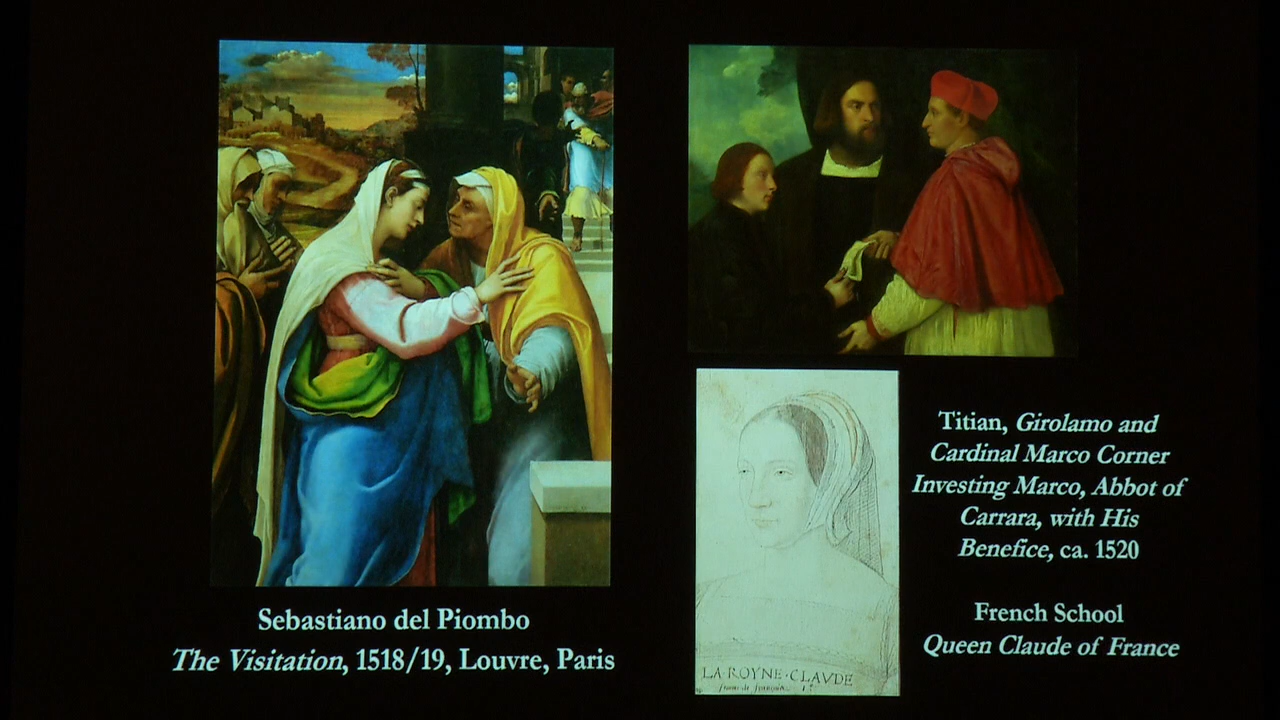 Sebastiano del Piombo
The Visitation, 1518/19, Louvre, Paris
Titian, Girolamo and
Cardinal Marco Corner
Investing Marco, Abbot of
Carrara, with His
Benefice, ca. 1520
French School
Queen Claude of France
LA ROYNE·CLAVDE